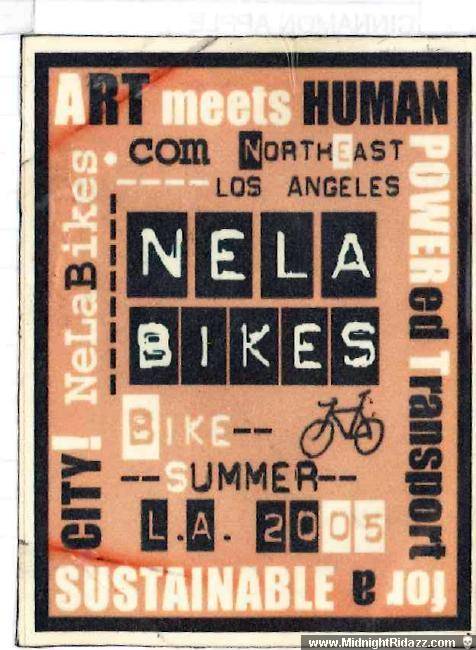 ART meets HUMAN
POWERed Transport
for a
SUSTAINABLE
CITY! NeLaBikes.
com NORTHEAST
LOS ANGELES
NELA
BIKES
BIKE--
--SUMMER--
L.A. 2005
www.MidnightRidazz.com